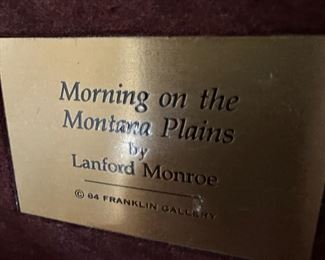 Morning on the
Montana Plains
by
Lanford Monroe
© 84 FRANKLIN GALLERY